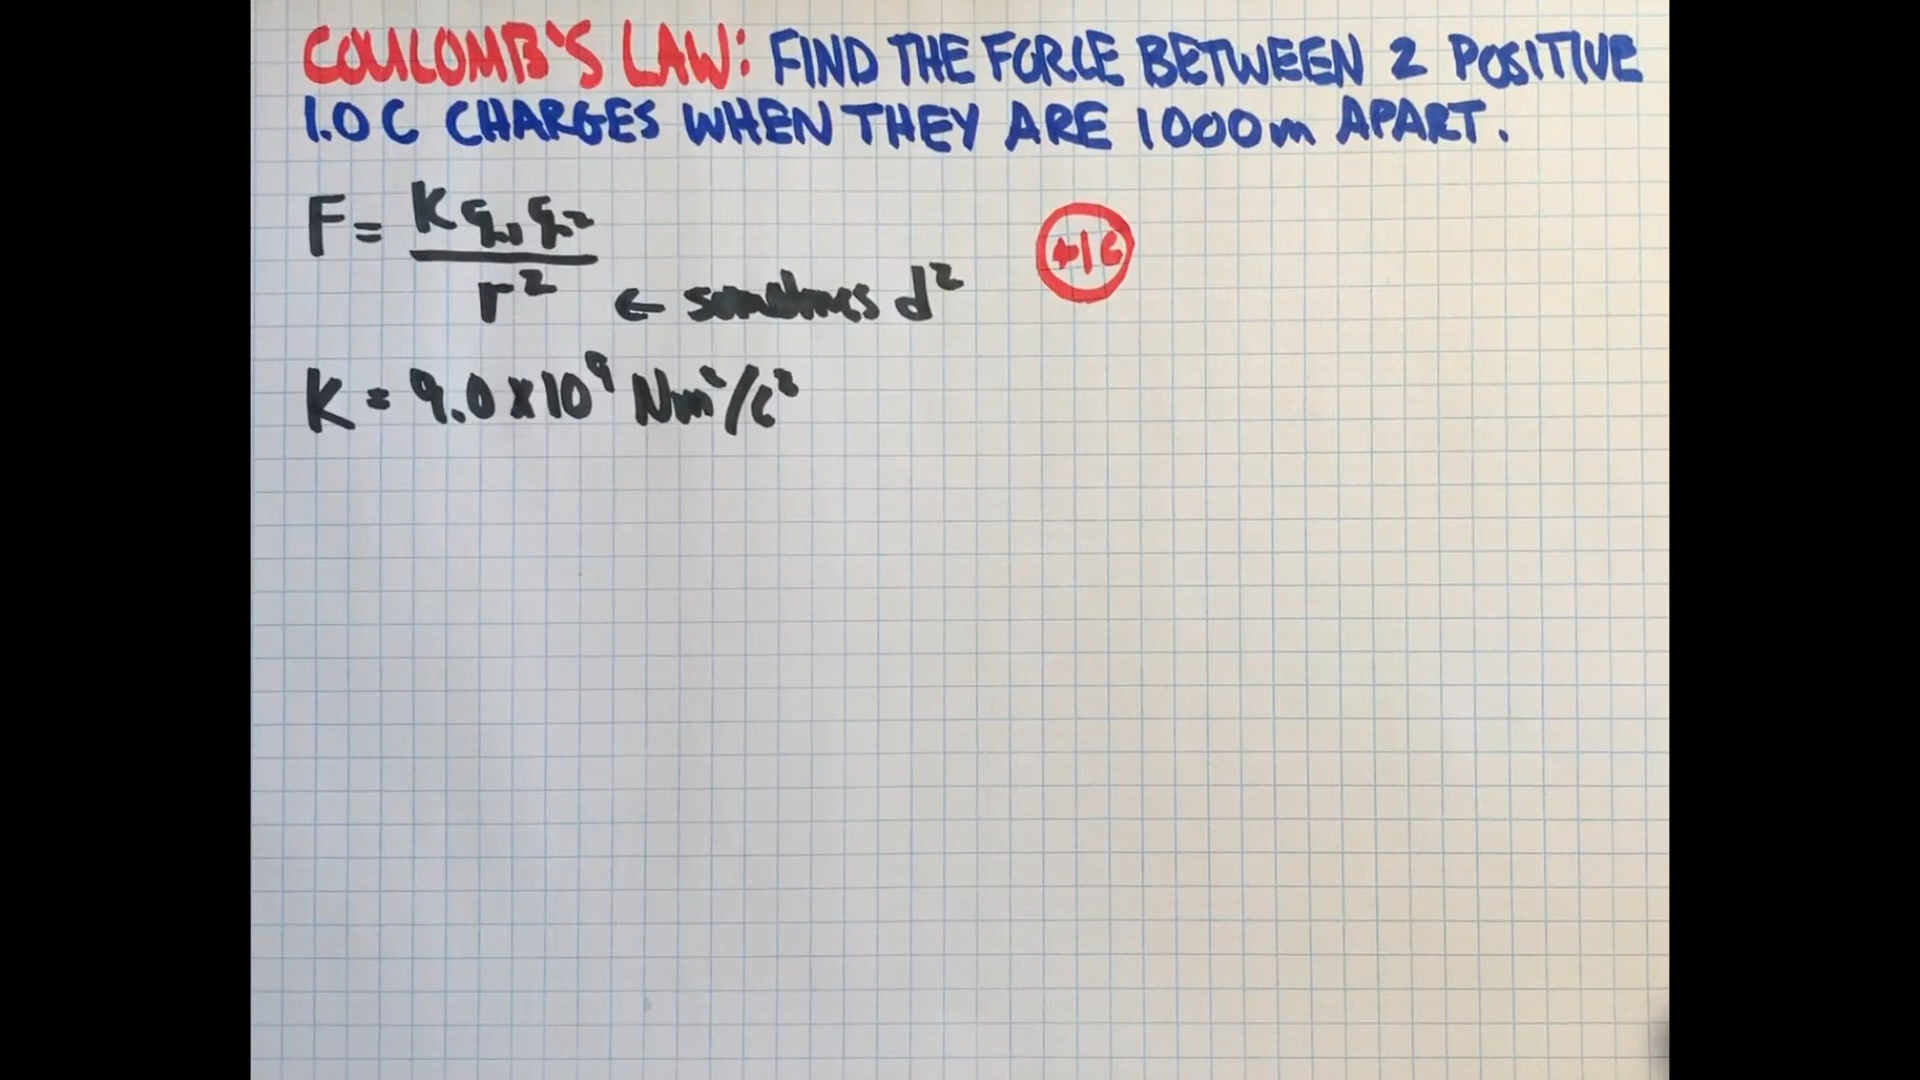 COULOMB'S LAW: FIND THE FORCE BETWEEN 2 POSITIVE
1.0 C CHARGES WHEN THEY ARE 1000m APART.
F = Kq₁q₂
r² ← sometimes d²
+1C
K = 9.0 x 10⁹ Nm²/C²